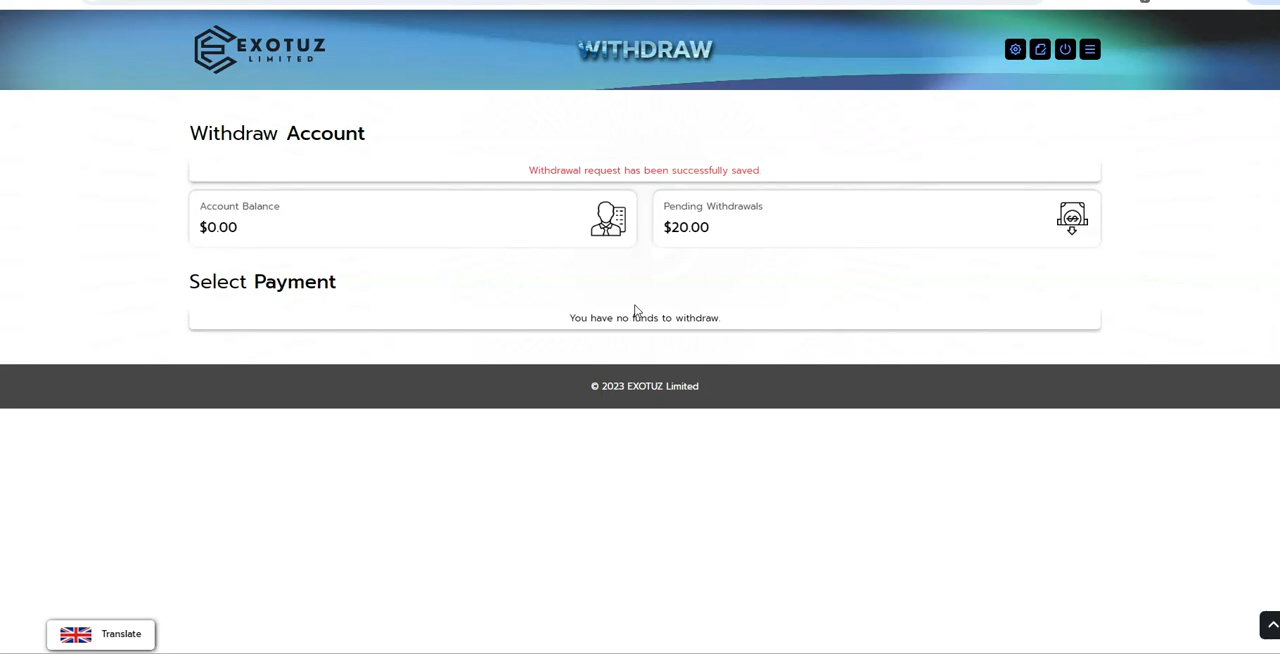 EXOTUZ
LIMITED
WITHDRAW
Withdraw Account
Withdrawal request has been successfully saved.
Account Balance
$0.00
Pending Withdrawals
$20.00
Select Payment
You have no funds to withdraw.
© 2023 EXOTUZ Limited
Translate